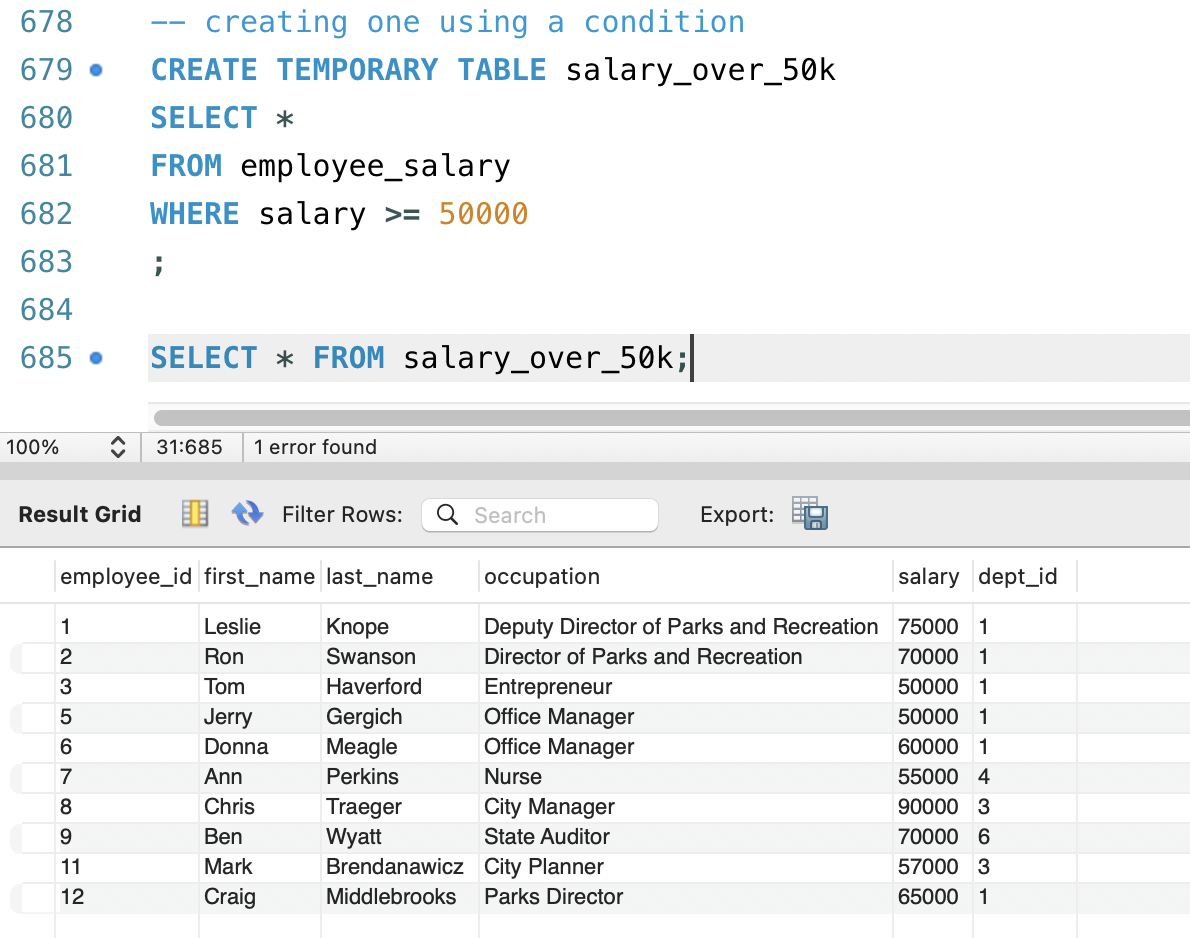 678 -- creating one using a condition
679 CREATE TEMPORARY TABLE salary_over_50k
680 SELECT *
681 FROM employee_salary
682 WHERE salary >= 50000
683 ;
684
685 SELECT * FROM salary_over_50k;
100% 31:685 1 error found
Result Grid Filter Rows: Search Export:
employee_id first_name last_name occupation salary dept_id
1 Leslie Knope Deputy Director of Parks and Recreation 75000 1
2 Ron Swanson Director of Parks and Recreation 70000 1
3 Tom Haverford Entrepreneur 50000 1
5 Jerry Gergich Office Manager 50000 1
6 Donna Meagle Office Manager 60000 1
7 Ann Perkins Nurse 55000 4
8 Chris Traeger City Manager 90000 3
9 Ben Wyatt State Auditor 70000 6
11 Mark Brendanawicz City Planner 57000 3
12 Craig Middlebrooks Parks Director 65000 1